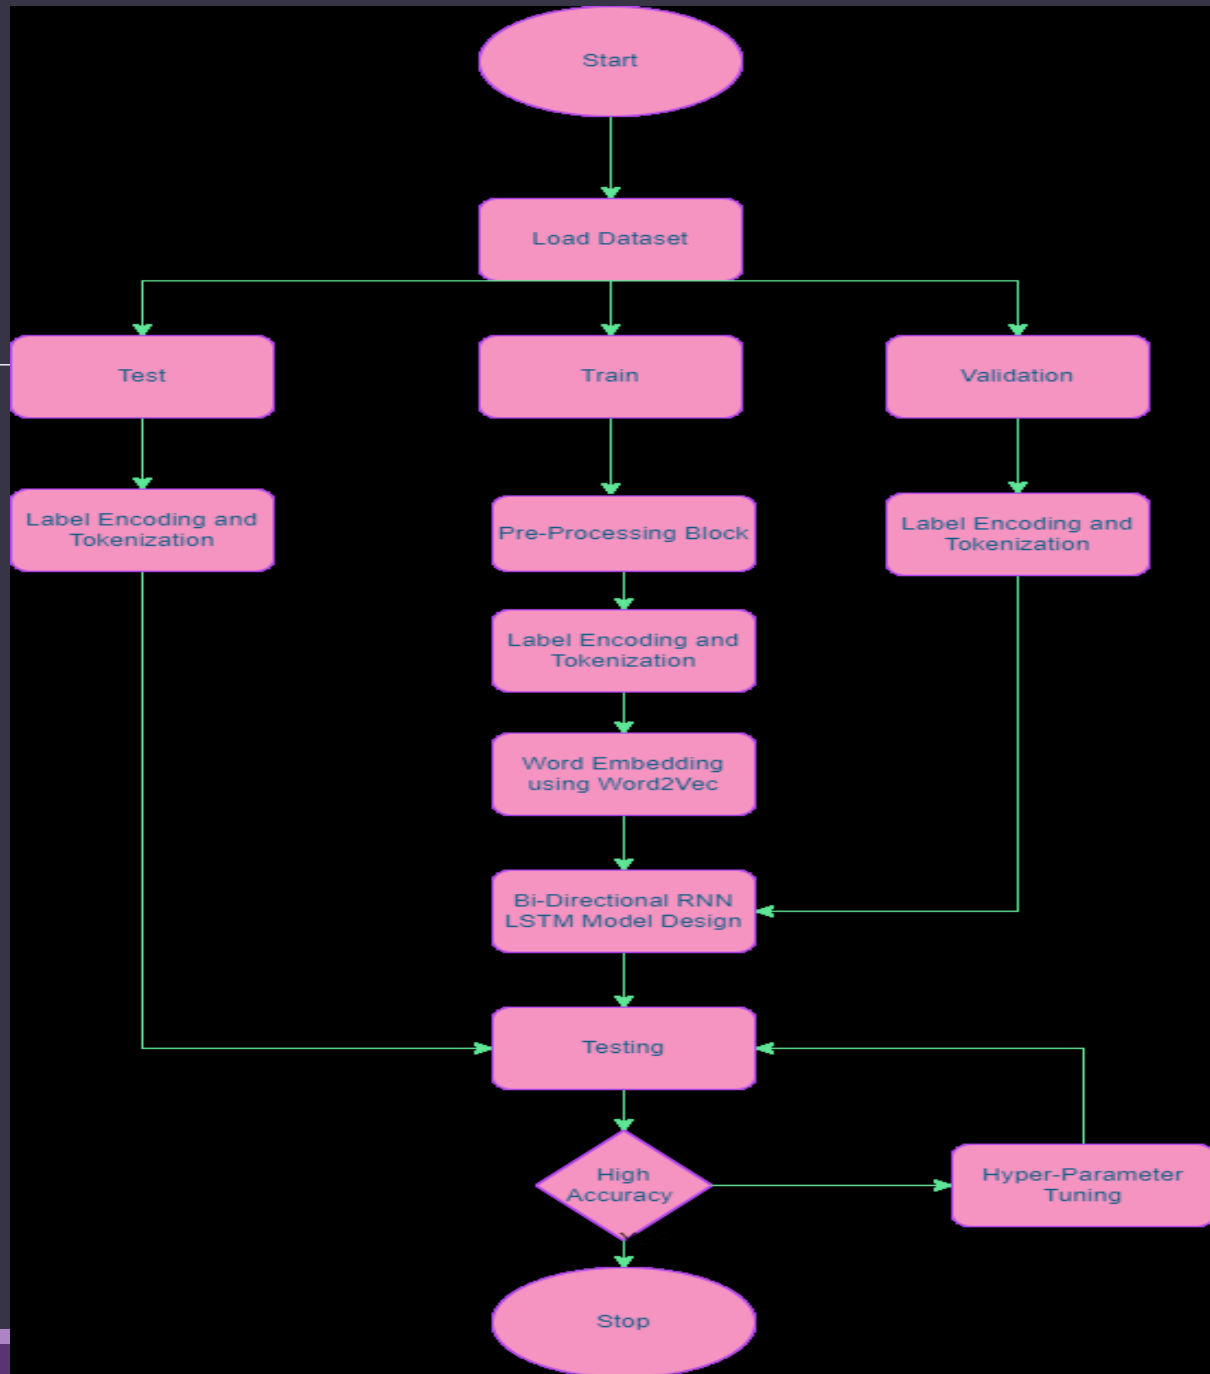 Start
Load Dataset
Test
Train
Validation
Label Encoding and
Tokenization
Pre-Processing Block
Label Encoding and
Tokenization
Label Encoding and
Tokenization
Word Embedding
using Word2Vec
Bi-Directional RNN
LSTM Model Design
Testing
High
Accuracy
Hyper-Parameter
Tuning
Stop